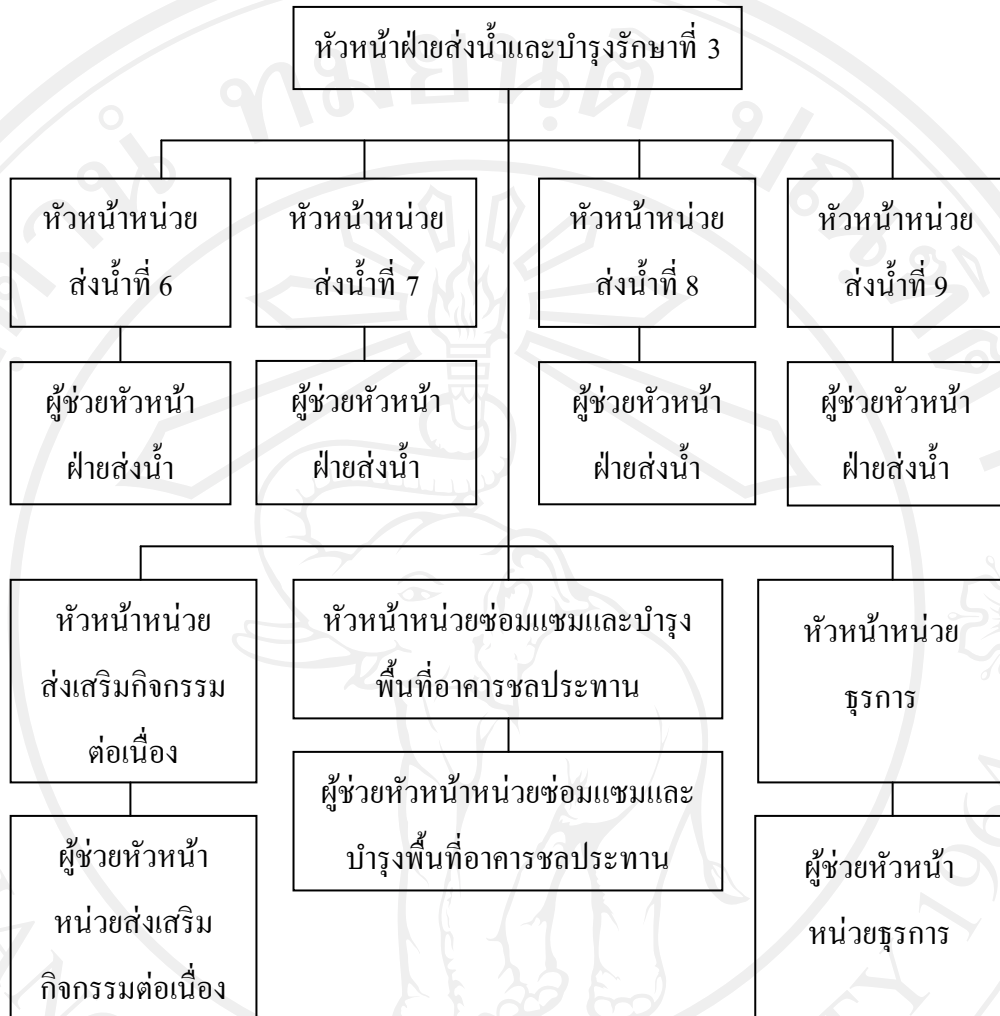 หัวหน้าฝ่ายส่งน้ำและบำรุงรักษาที่ 3
หัวหน้าหน่วย
ส่งน้ำที่ 6
หัวหน้าหน่วย
ส่งน้ำที่ 7
หัวหน้าหน่วย
ส่งน้ำที่ 8
หัวหน้าหน่วย
ส่งน้ำที่ 9
ผู้ช่วยหัวหน้า
ฝ่ายส่งน้ำ
ผู้ช่วยหัวหน้า
ฝ่ายส่งน้ำ
ผู้ช่วยหัวหน้า
ฝ่ายส่งน้ำ
ผู้ช่วยหัวหน้า
ฝ่ายส่งน้ำ
หัวหน้าหน่วย
ส่งเสริมกิจกรรม
ต่อเนื่อง
หัวหน้าหน่วยซ่อมแซมและบำรุง
พื้นที่อาคารชลประทาน
หัวหน้าหน่วย
ธุรการ
ผู้ช่วยหัวหน้า
หน่วยส่งเสริม
กิจกรรมต่อเนื่อง
ผู้ช่วยหัวหน้าหน่วยซ่อมแซมและ
บำรุงพื้นที่อาคารชลประทาน
ผู้ช่วยหัวหน้า
หน่วยธุรการ